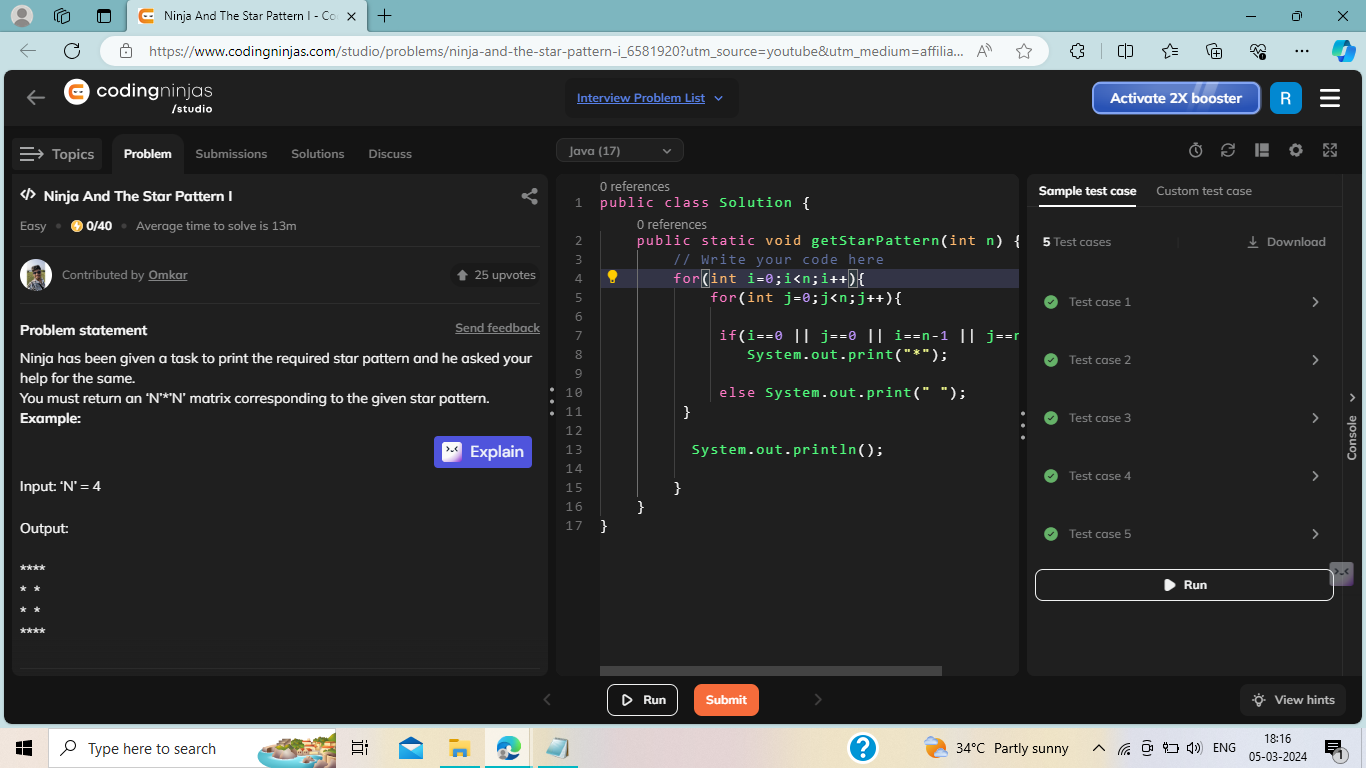 Ninja And The Star Pattern I - Co
https://www.codingninjas.com/studio/problems/ninja-and-the-star-pattern-i_6581920?utm_source=youtube&utm_medium=affilia...
codingninjas
/studio
Interview Problem List
Activate 2X booster
R
Topics
Problem
Submissions
Solutions
Discuss
Java (17)
Ninja And The Star Pattern I
Easy
0/40
Average time to solve is 13m
Contributed by Omkar
25 upvotes
Problem statement
Send feedback
Ninja has been given a task to print the required star pattern and he asked your
help for the same.
You must return an ‘N’*’N’ matrix corresponding to the given star pattern.
Example:
Explain
Input: ‘N’ = 4
Output:
****
*  *
*  *
****
0 references
1 public class Solution {
0 references
2     public static void getStarPattern(int n) {
3         // Write your code here
4         for(int i=0;i<n;i++){
5             for(int j=0;j<n;j++){
6
7              if(i==0 || j==0 || i==n-1 || j==n
8                 System.out.print("*");
9
10              else System.out.print(" ");
11          }
12
13           System.out.println();
14
15         }
16     }
17 }
Sample test case
Custom test case
5 Test cases
Download
Test case 1
Test case 2
Test case 3
Test case 4
Test case 5
Run
Console
Run
Submit
View hints
Type here to search
34°C Partly sunny
ENG
18:16
05-03-2024
1